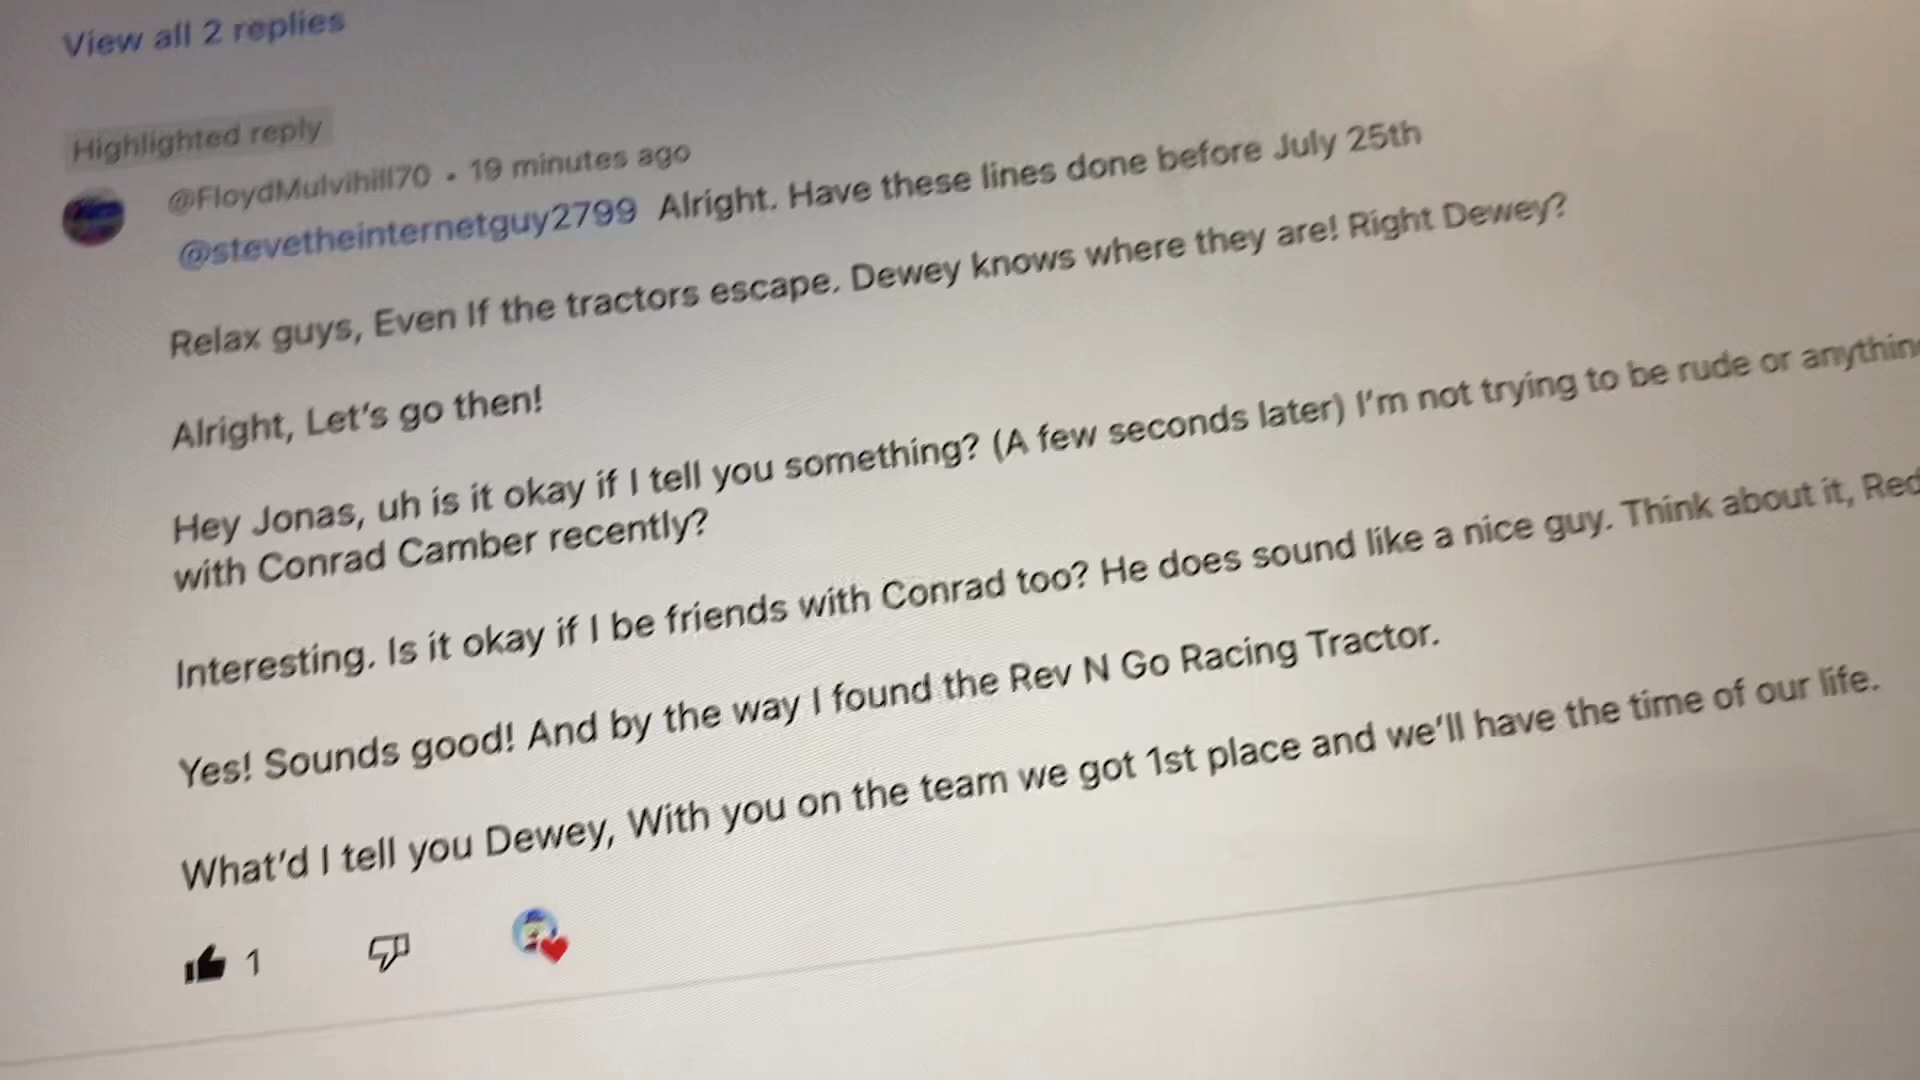 View all 2 replies
Highlighted reply
@FloydMulvihill70 • 19 minutes ago
@stevetheinternetguy2799 Alright. Have these lines done before July 25th
Relax guys, Even If the tractors escape. Dewey knows where they are! Right Dewey?
Alright, Let's go then!
Hey Jonas, uh is it okay if I tell you something? (A few seconds later) I'm not trying to be rude or anythin
with Conrad Camber recently?
Interesting. Is it okay if I be friends with Conrad too? He does sound like a nice guy. Think about it, Red
Yes! Sounds good! And by the way I found the Rev N Go Racing Tractor.
What'd I tell you Dewey, With you on the team we got 1st place and we'll have the time of our life.
1